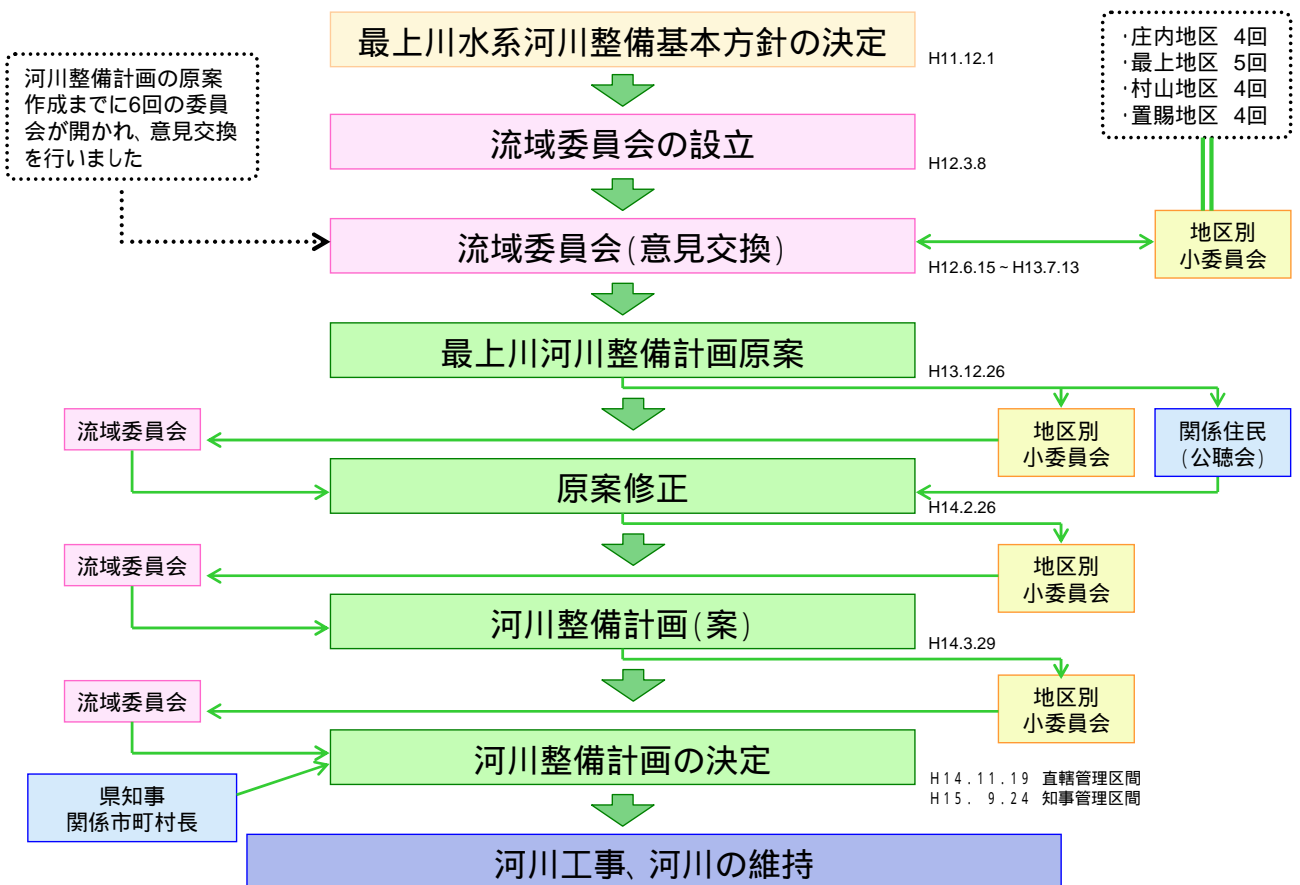 最上川水系河川整備基本方針の決定
H11.12.1
・庄内地区 4回
・最上地区 5回
・村山地区 4回
・置賜地区 4回
河川整備計画の原案
作成までに6回の委員
会が開かれ、意見交換
を行いました
流域委員会の設立
H12.3.8
流域委員会(意見交換)
H12.6.15~H13.7.13
地区別
小委員会
最上川河川整備計画原案
H13.12.26
流域委員会
地区別
小委員会
関係住民
(公聴会)
原案修正
H14.2.26
流域委員会
地区別
小委員会
河川整備計画(案)
H14.3.29
流域委員会
地区別
小委員会
河川整備計画の決定
H14.11.19 直轄管理区間
H15. 9.24 知事管理区間
県知事
関係市町村長
河川工事、河川の維持